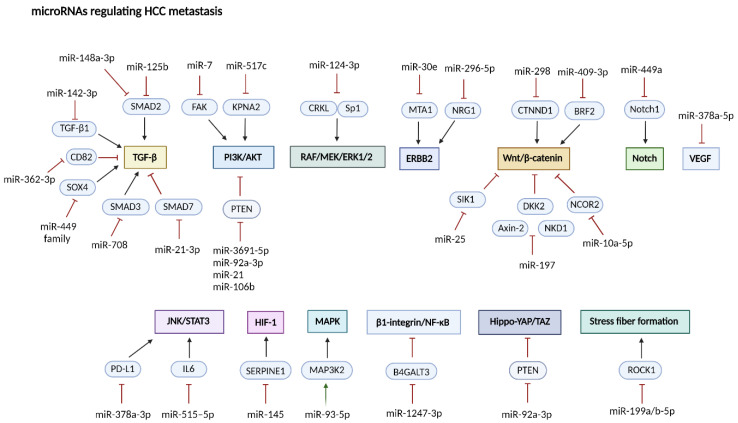 microRNAs regulating HCC metastasis
miR-148a-3p
miR-125b
miR-7
miR-517c
miR-124-3p
miR-30e
miR-296-5p
miR-298
miR-409-3p
miR-449a
miR-142-3p
SMAD2
FAK
KPNA2
CRKL
Sp1
MTA1
NRG1
CTNND1
BRF2
Notch1
miR-378a-5p
TGF-β1
CD82
TGF-β
PI3K/AKT
RAF/MEK/ERK1/2
ERBB2
Wnt/β-catenin
Notch
VEGF
miR-362-3p
SOX4
SMAD3
SMAD7
PTEN
SIK1
DKK2
NCOR2
miR-449
family
Axin-2
NKD1
miR-708
miR-21-3p
miR-3691-5p
miR-92a-3p
miR-21
miR-106b
miR-25
miR-197
miR-10a-5p
JNK/STAT3
HIF-1
MAPK
β1-integrin/NF-κB
Hippo-YAP/TAZ
Stress fiber formation
PD-L1
IL6
SERPINE1
MAP3K2
B4GALT3
PTEN
ROCK1
miR-378a-3p
miR-515–5p
miR-145
miR-93-5p
miR-1247-3p
miR-92a-3p
miR-199a/b-5p